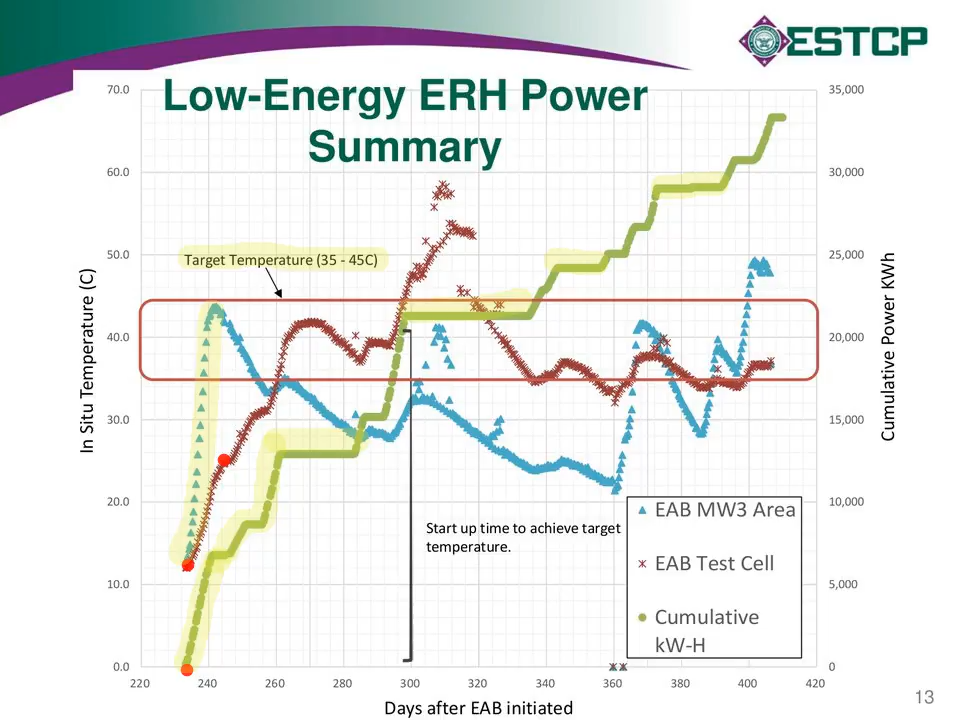 ESTCP
Low-Energy ERH Power
Summary
70.0
60.0
50.0
40.0
30.0
20.0
10.0
0.0
In Situ Temperature (C)
35,000
30,000
25,000
20,000
15,000
10,000
5,000
0
Cumulative Power KWh
Target Temperature (35 - 45C)
Start up time to achieve target
temperature.
EAB MW3 Area
EAB Test Cell
Cumulative
kW-H
220 240 260 280 300 320 340 360 380 400 420
Days after EAB initiated
13